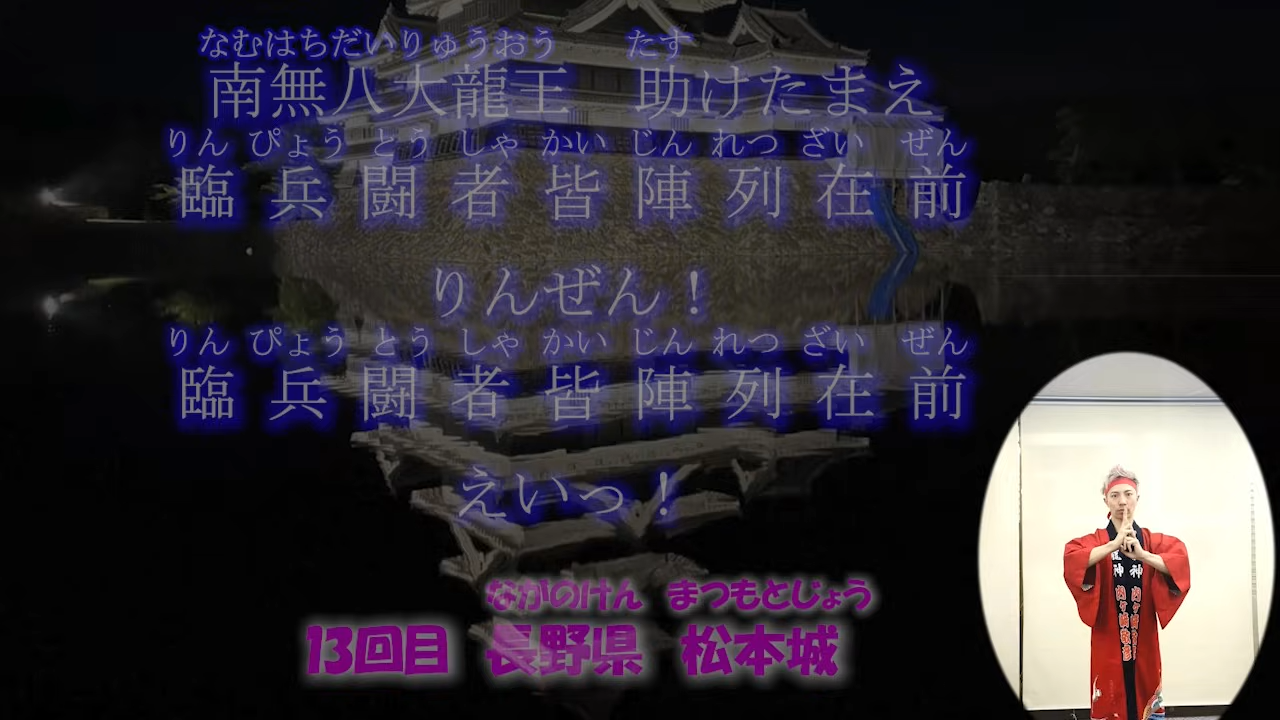 なむはちだいりゅうおう　たす
南無八大龍王　助けたまえ
りん ぴょう とう しゃ かい じん れつ ざい ぜん
臨 兵 闘 者 皆 陣 列 在 前
りんぜん！
りん ぴょう とう しゃ かい じん れつ ざい ぜん
臨 兵 闘 者 皆 陣 列 在 前
えいっ！
ながのけん　まつもとじょう
13回目　長野県　松本城